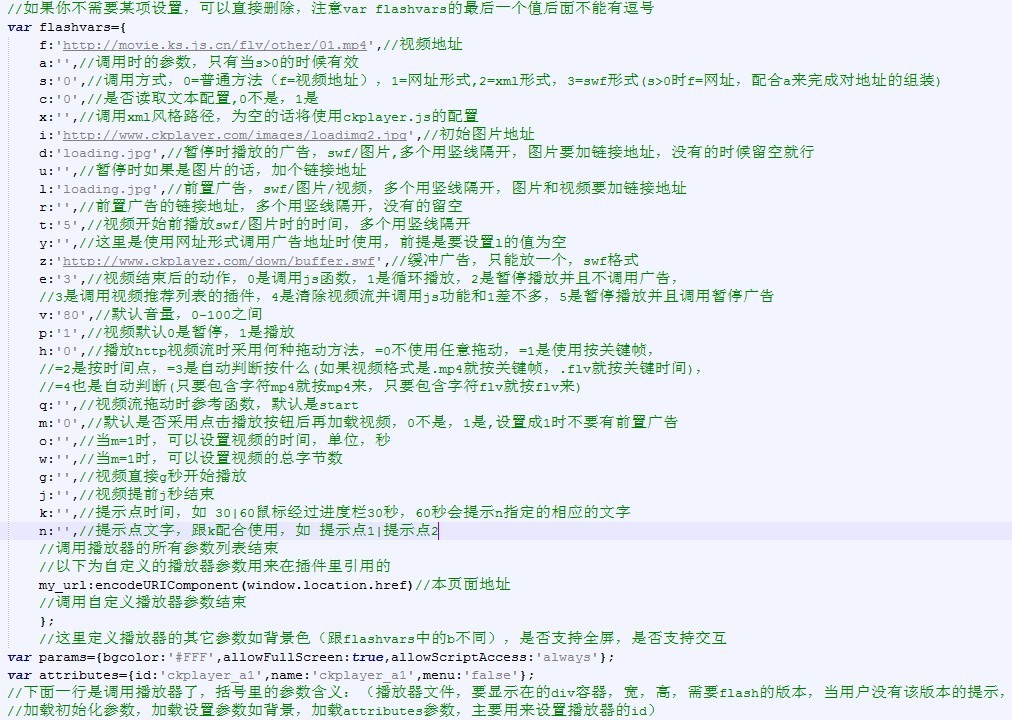 //如果你不需要某项设置，可以直接删除，注意var flashvars的最后一个值后面不能有逗号
var flashvars={
f:'http://movie.ks.js.cn/flv/other/01.mp4',//视频地址
a:'',//调用时的参数，只有当s>0的时候有效
s:'0',//调用方式，0=普通方法（f=视频地址），1=网址形式,2=xml形式，3=swf形式(s>0时f=网址，配合a来完成对地址的组装)
c:'0',//是否读取文本配置,0不是，1是
x:'',//调用xml风格路径，为空的话将使用ckplayer.js的配置
i:'http://www.ckplayer.com/images/loadimg2.jpg',//初始图片地址
d:'loading.jpg',//暂停时播放的广告，swf/图片,多个用竖线隔开，图片要加链接地址，没有的时候留空就行
u:'',//暂停时如果是图片的话，加个链接地址
l:'loading.jpg',//前置广告，swf/图片/视频，多个用竖线隔开，图片和视频要加链接地址
r:'',//前置广告的链接地址，多个用竖线隔开，没有的留空
t:'5',//视频开始前播放swf/图片时的时间，多个用竖线隔开
y:'',//这里是使用网址形式调用广告地址时使用，前提是要设置l的值为空
z:'http://www.ckplayer.com/down/buffer.swf',//缓冲广告，只能放一个，swf格式
e:'3',//视频结束后的动作，0是调用js函数，1是循环播放，2是暂停播放并且不调用广告，
//3是调用视频推荐列表的插件，4是清除视频流并调用js功能和1差不多，5是暂停播放并且调用暂停广告
v:'80',//默认音量，0-100之间
p:'1',//视频默认0是暂停，1是播放
h:'0',//播放http视频流时采用何种拖动方法，=0不使用任意拖动，=1是使用按关键帧，
//=2是按时间点，=3是自动判断按什么(如果视频格式是.mp4就按关键帧，.flv就按关键时间)，
//=4也是自动判断(只要包含字符mp4就按mp4来，只要包含字符flv就按flv来)
q:'',//视频流拖动时参考函数，默认是start
m:'0',//默认是否采用点击播放按钮后再加载视频，0不是，1是,设置成1时不要有前置广告
o:'',//当m=1时，可以设置视频的时间，单位，秒
w:'',//当m=1时，可以设置视频的总字节数
g:'',//视频直接g秒开始播放
j:'',//视频提前j秒结束
k:'',//提示点时间，如 30|60鼠标经过进度栏30秒，60秒会提示n指定的相应的文字
n:'',//提示点文字，跟k配合使用，如 提示点1|提示点2
//调用播放器的所有参数列表结束
//以下为自定义的播放器参数用来在插件里引用的
my_url:encodeURIComponent(window.location.href)//本页面地址
//调用自定义播放器参数结束
};
//这里定义播放器的其它参数如背景色（跟flashvars中的b不同），是否支持全屏，是否支持交互
var params={bgcolor:'#FFF',allowFullScreen:true,allowScriptAccess:'always'};
var attributes={id:'ckplayer_a1',name:'ckplayer_a1',menu:'false'};
//下面一行是调用播放器了，括号里的参数含义：（播放器文件，要显示在的div容器，宽，高，需要flash的版本，当用户没有该版本的提示，
//加载初始化参数，加载设置参数如背景，加载attributes参数，主要用来设置播放器的id）